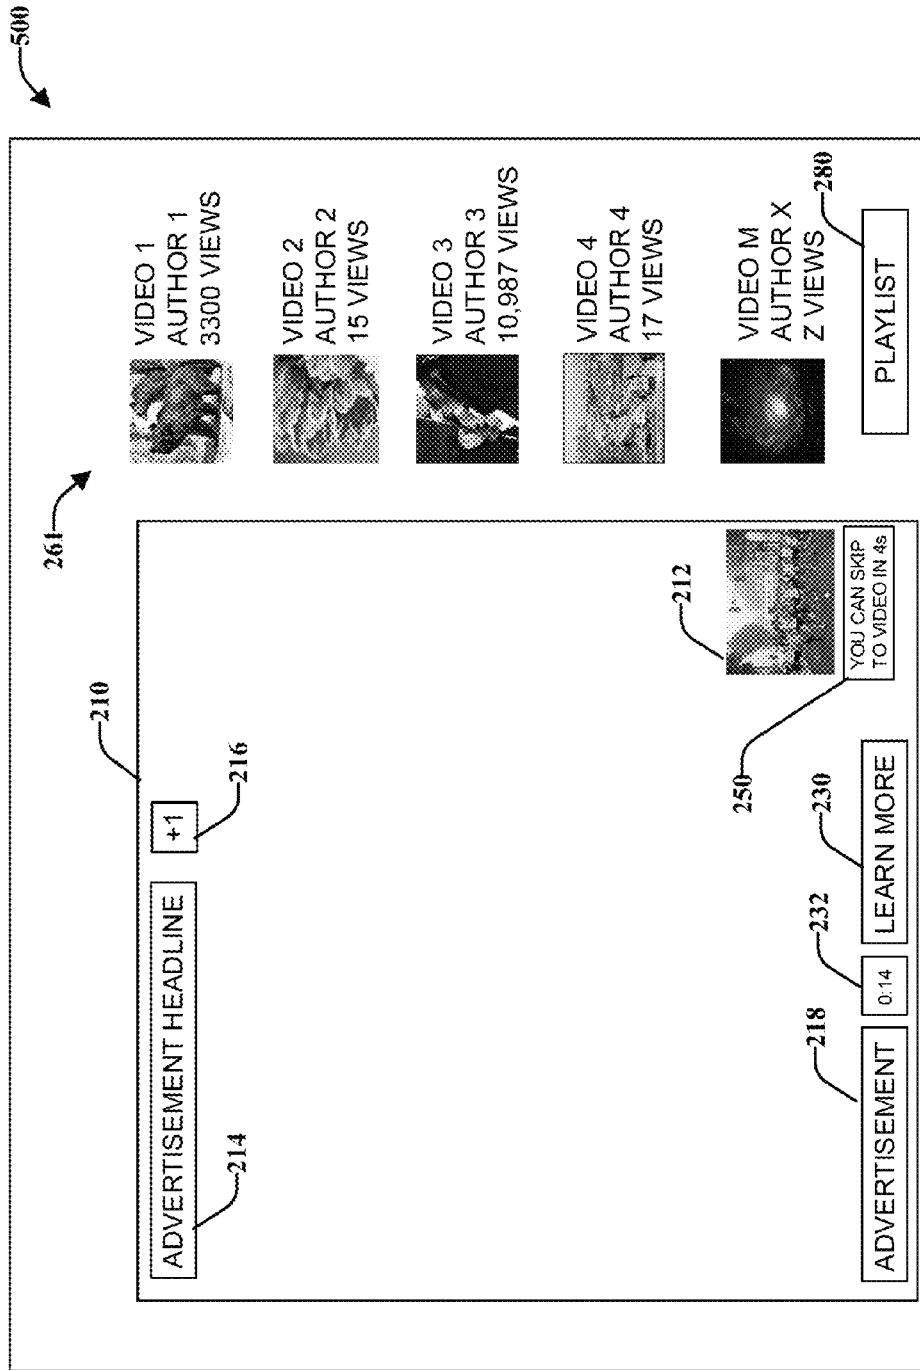 500
261
210
ADVERTISEMENT HEADLINE
+1
214
216
VIDEO 1
AUTHOR 1
3300 VIEWS
VIDEO 2
AUTHOR 2
15 VIEWS
VIDEO 3
AUTHOR 3
10,987 VIEWS
VIDEO 4
AUTHOR 4
17 VIEWS
VIDEO M
AUTHOR X
Z VIEWS
212
250
YOU CAN SKIP
TO VIDEO IN 4s
218
232
230
280
ADVERTISEMENT
0:14
LEARN MORE
PLAYLIST